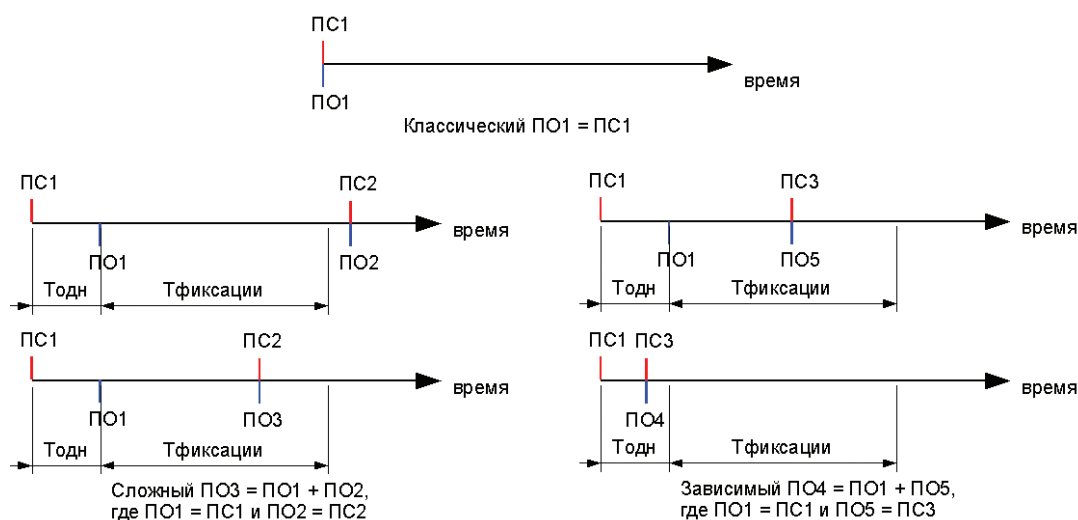 ПС1
время
ПО1
Классический ПО1 = ПС1
ПС1
ПС2
время
ПО1
ПО2
Тодн
Тфиксации
ПС1
ПС3
время
ПО1
ПО5
Тодн
Тфиксации
ПС1
ПС2
время
ПО1
ПО3
Тодн
Тфиксации
Сложный ПО3 = ПО1 + ПО2,
где ПО1 = ПС1 и ПО2 = ПС2
ПС1
ПС3
время
ПО4
Тодн
Тфиксации
Зависимый ПО4 = ПО1 + ПО5,
где ПО1 = ПС1 и ПО5 = ПС3